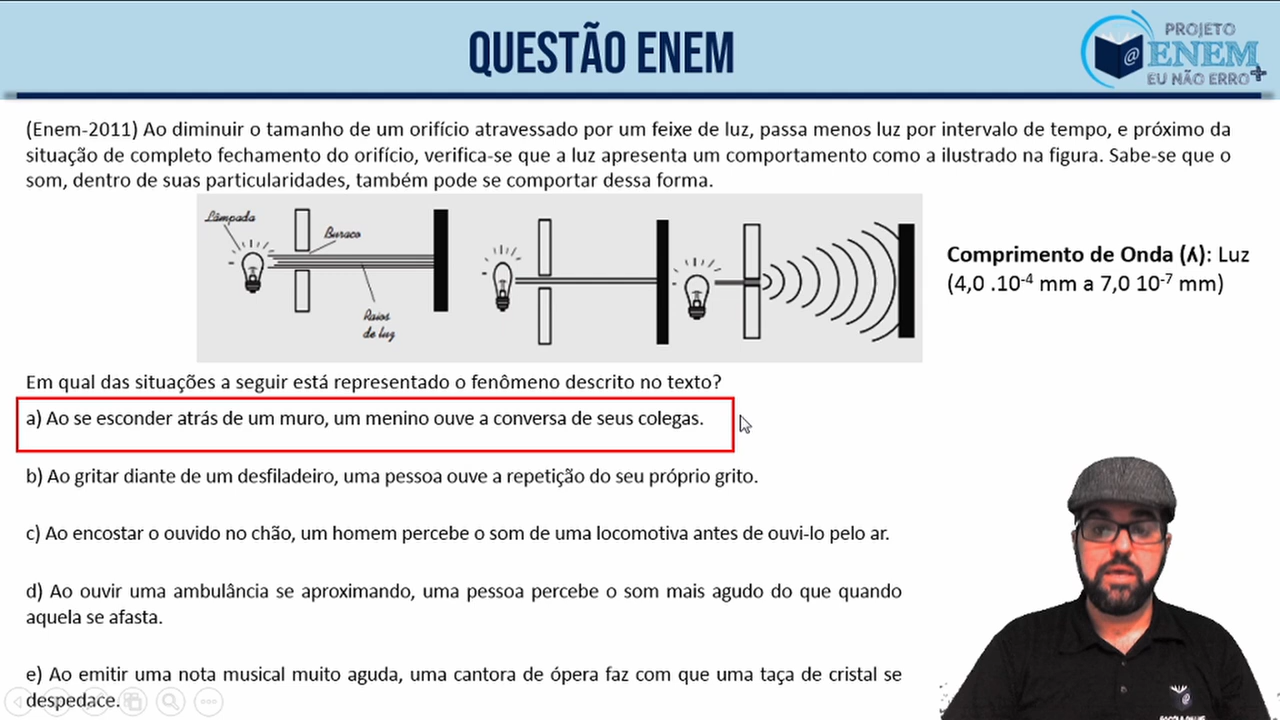 QUESTÃO ENEM
PROJETO
@ENEM+
EU NÃO ERRO
(Enem-2011) Ao diminuir o tamanho de um orifício atravessado por um feixe de luz, passa menos luz por intervalo de tempo, e próximo da
situação de completo fechamento do orifício, verifica-se que a luz apresenta um comportamento como a ilustrado na figura. Sabe-se que o
som, dentro de suas particularidades, também pode se comportar dessa forma.
Lâmpada
Buraco
Raios
de luz
Comprimento de Onda (ʎ): Luz
(4,0 .10⁻⁴ mm a 7,0 10⁻⁷ mm)
Em qual das situações a seguir está representado o fenômeno descrito no texto?
a) Ao se esconder atrás de um muro, um menino ouve a conversa de seus colegas.
b) Ao gritar diante de um desfiladeiro, uma pessoa ouve a repetição do seu próprio grito.
c) Ao encostar o ouvido no chão, um homem percebe o som de uma locomotiva antes de ouvi-lo pelo ar.
d) Ao ouvir uma ambulância se aproximando, uma pessoa percebe o som mais agudo do que quando
aquela se afasta.
e) Ao emitir uma nota musical muito aguda, uma cantora de ópera faz com que uma taça de cristal se
despedace.